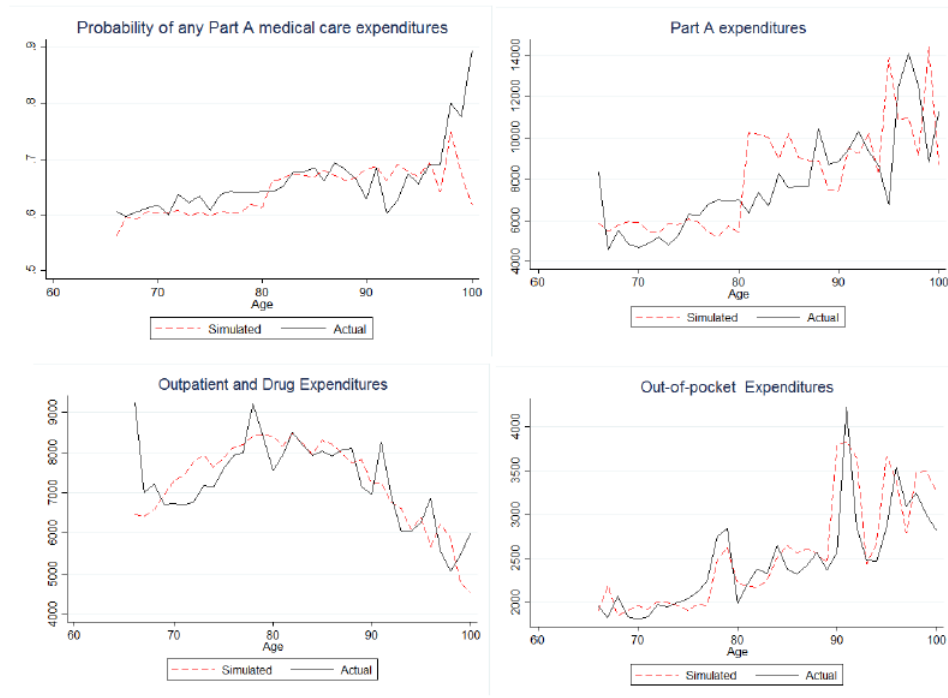 Probability of any Part A medical care expenditures
.9
.8
.7
.6
.5
60 70 80 90 100
Age
Simulated Actual
Part A expenditures
14000
12000
10000
8000
6000
4000
60 70 80 90 100
Age
Simulated Actual
Outpatient and Drug Expenditures
9000
8000
7000
6000
5000
4000
60 70 80 90 100
Age
Simulated Actual
Out-of-pocket Expenditures
4000
3500
3000
2500
2000
60 70 80 90 100
Age
Simulated Actual